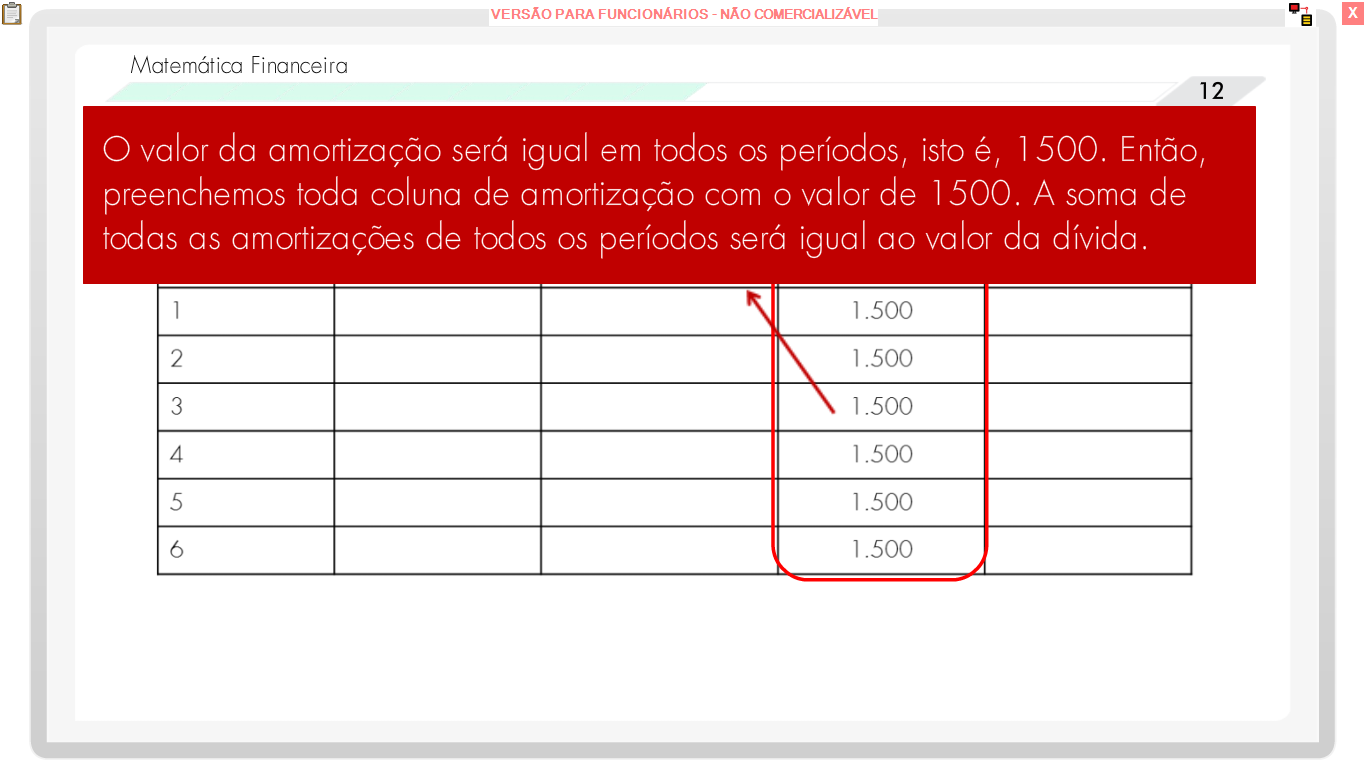 VERSÃO PARA FUNCIONÁRIOS - NÃO COMERCIALIZÁVEL
X
Matemática Financeira
12
O valor da amortização será igual em todos os períodos, isto é, 1500. Então,
preenchemos toda coluna de amortização com o valor de 1500. A soma de
todas as amortizações de todos os períodos será igual ao valor da dívida.
1 1.500
2 1.500
3 1.500
4 1.500
5 1.500
6 1.500